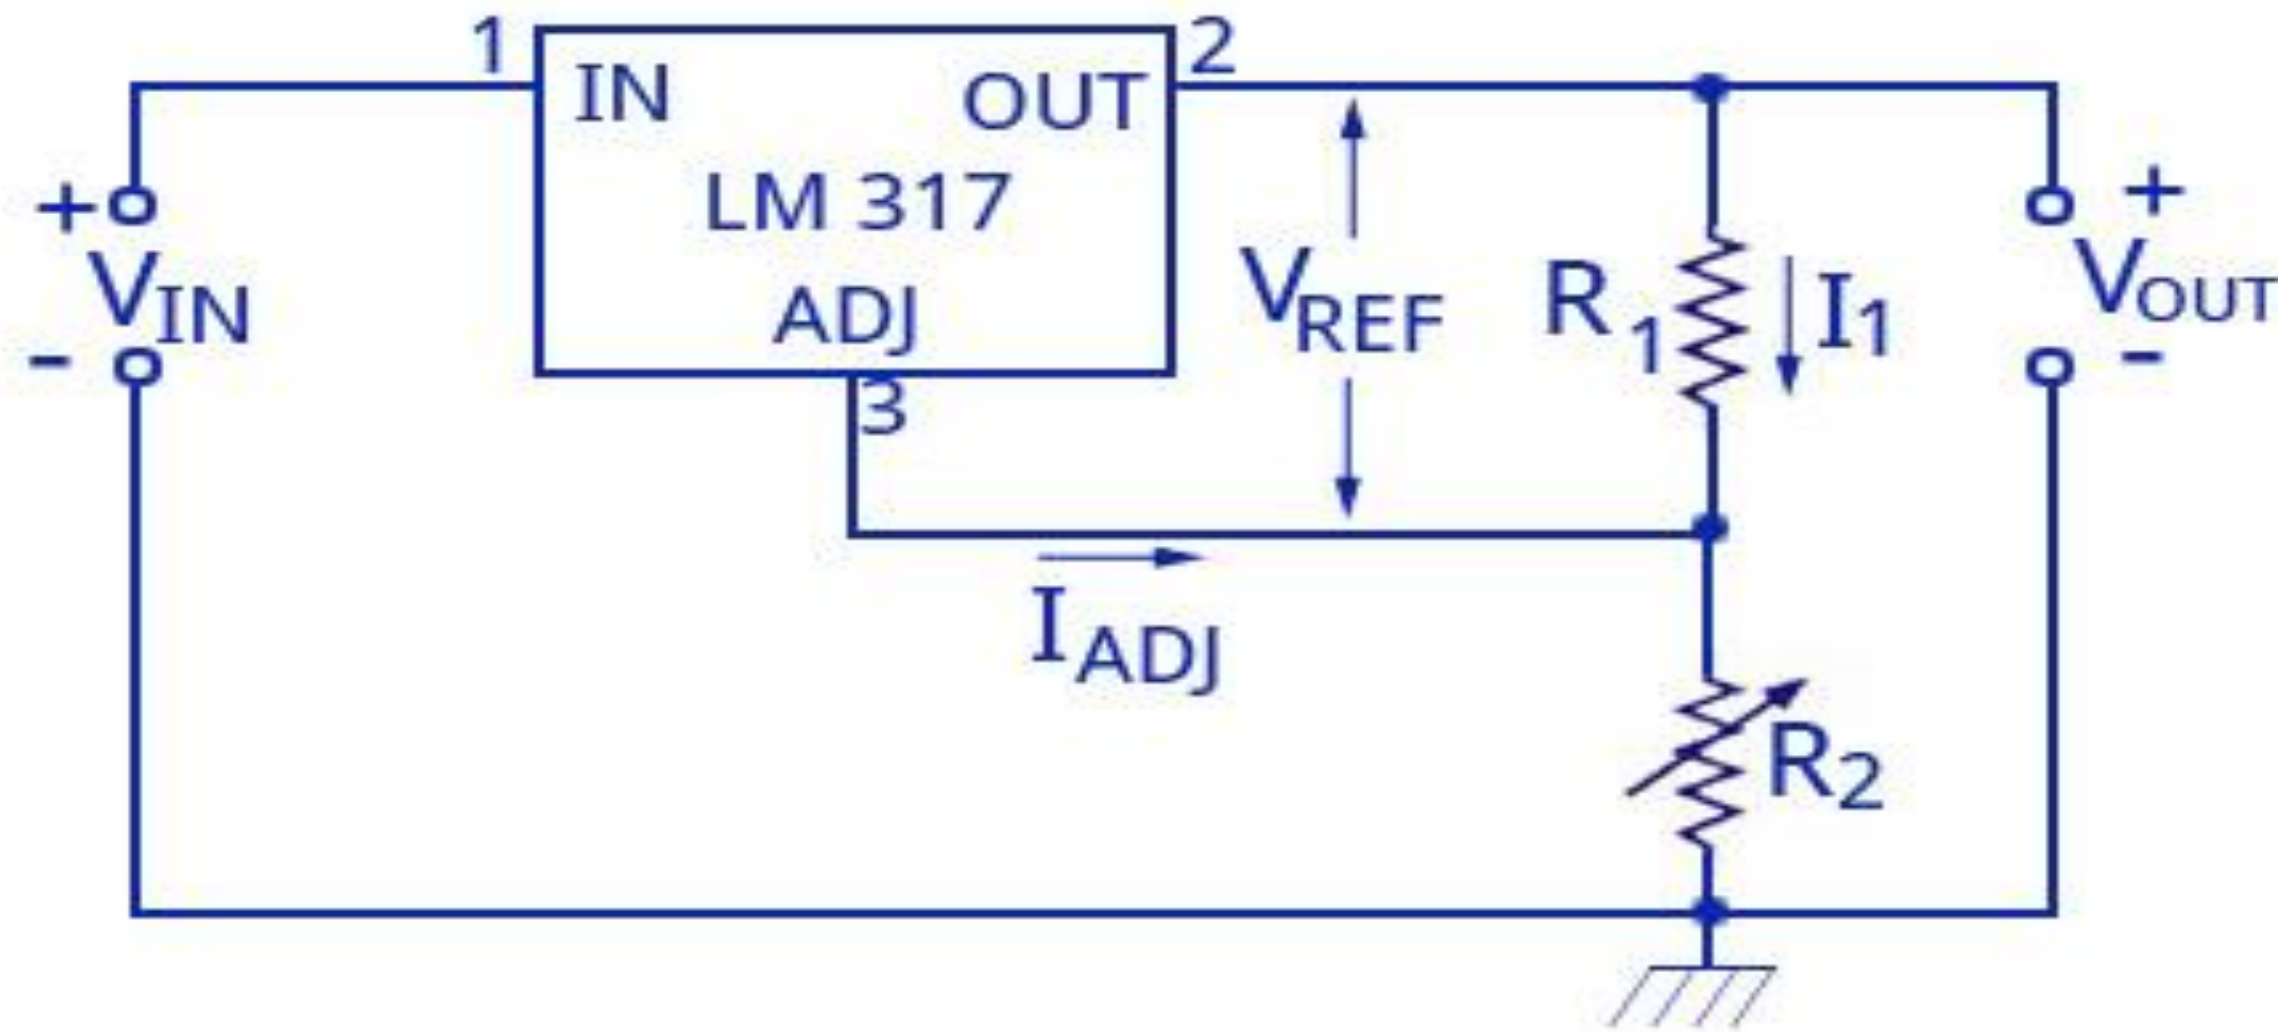 1
2
IN
OUT
LM 317
ADJ
3
+
VIN
-
VREF
R1
I1
+
VOUT
-
IADJ
R2